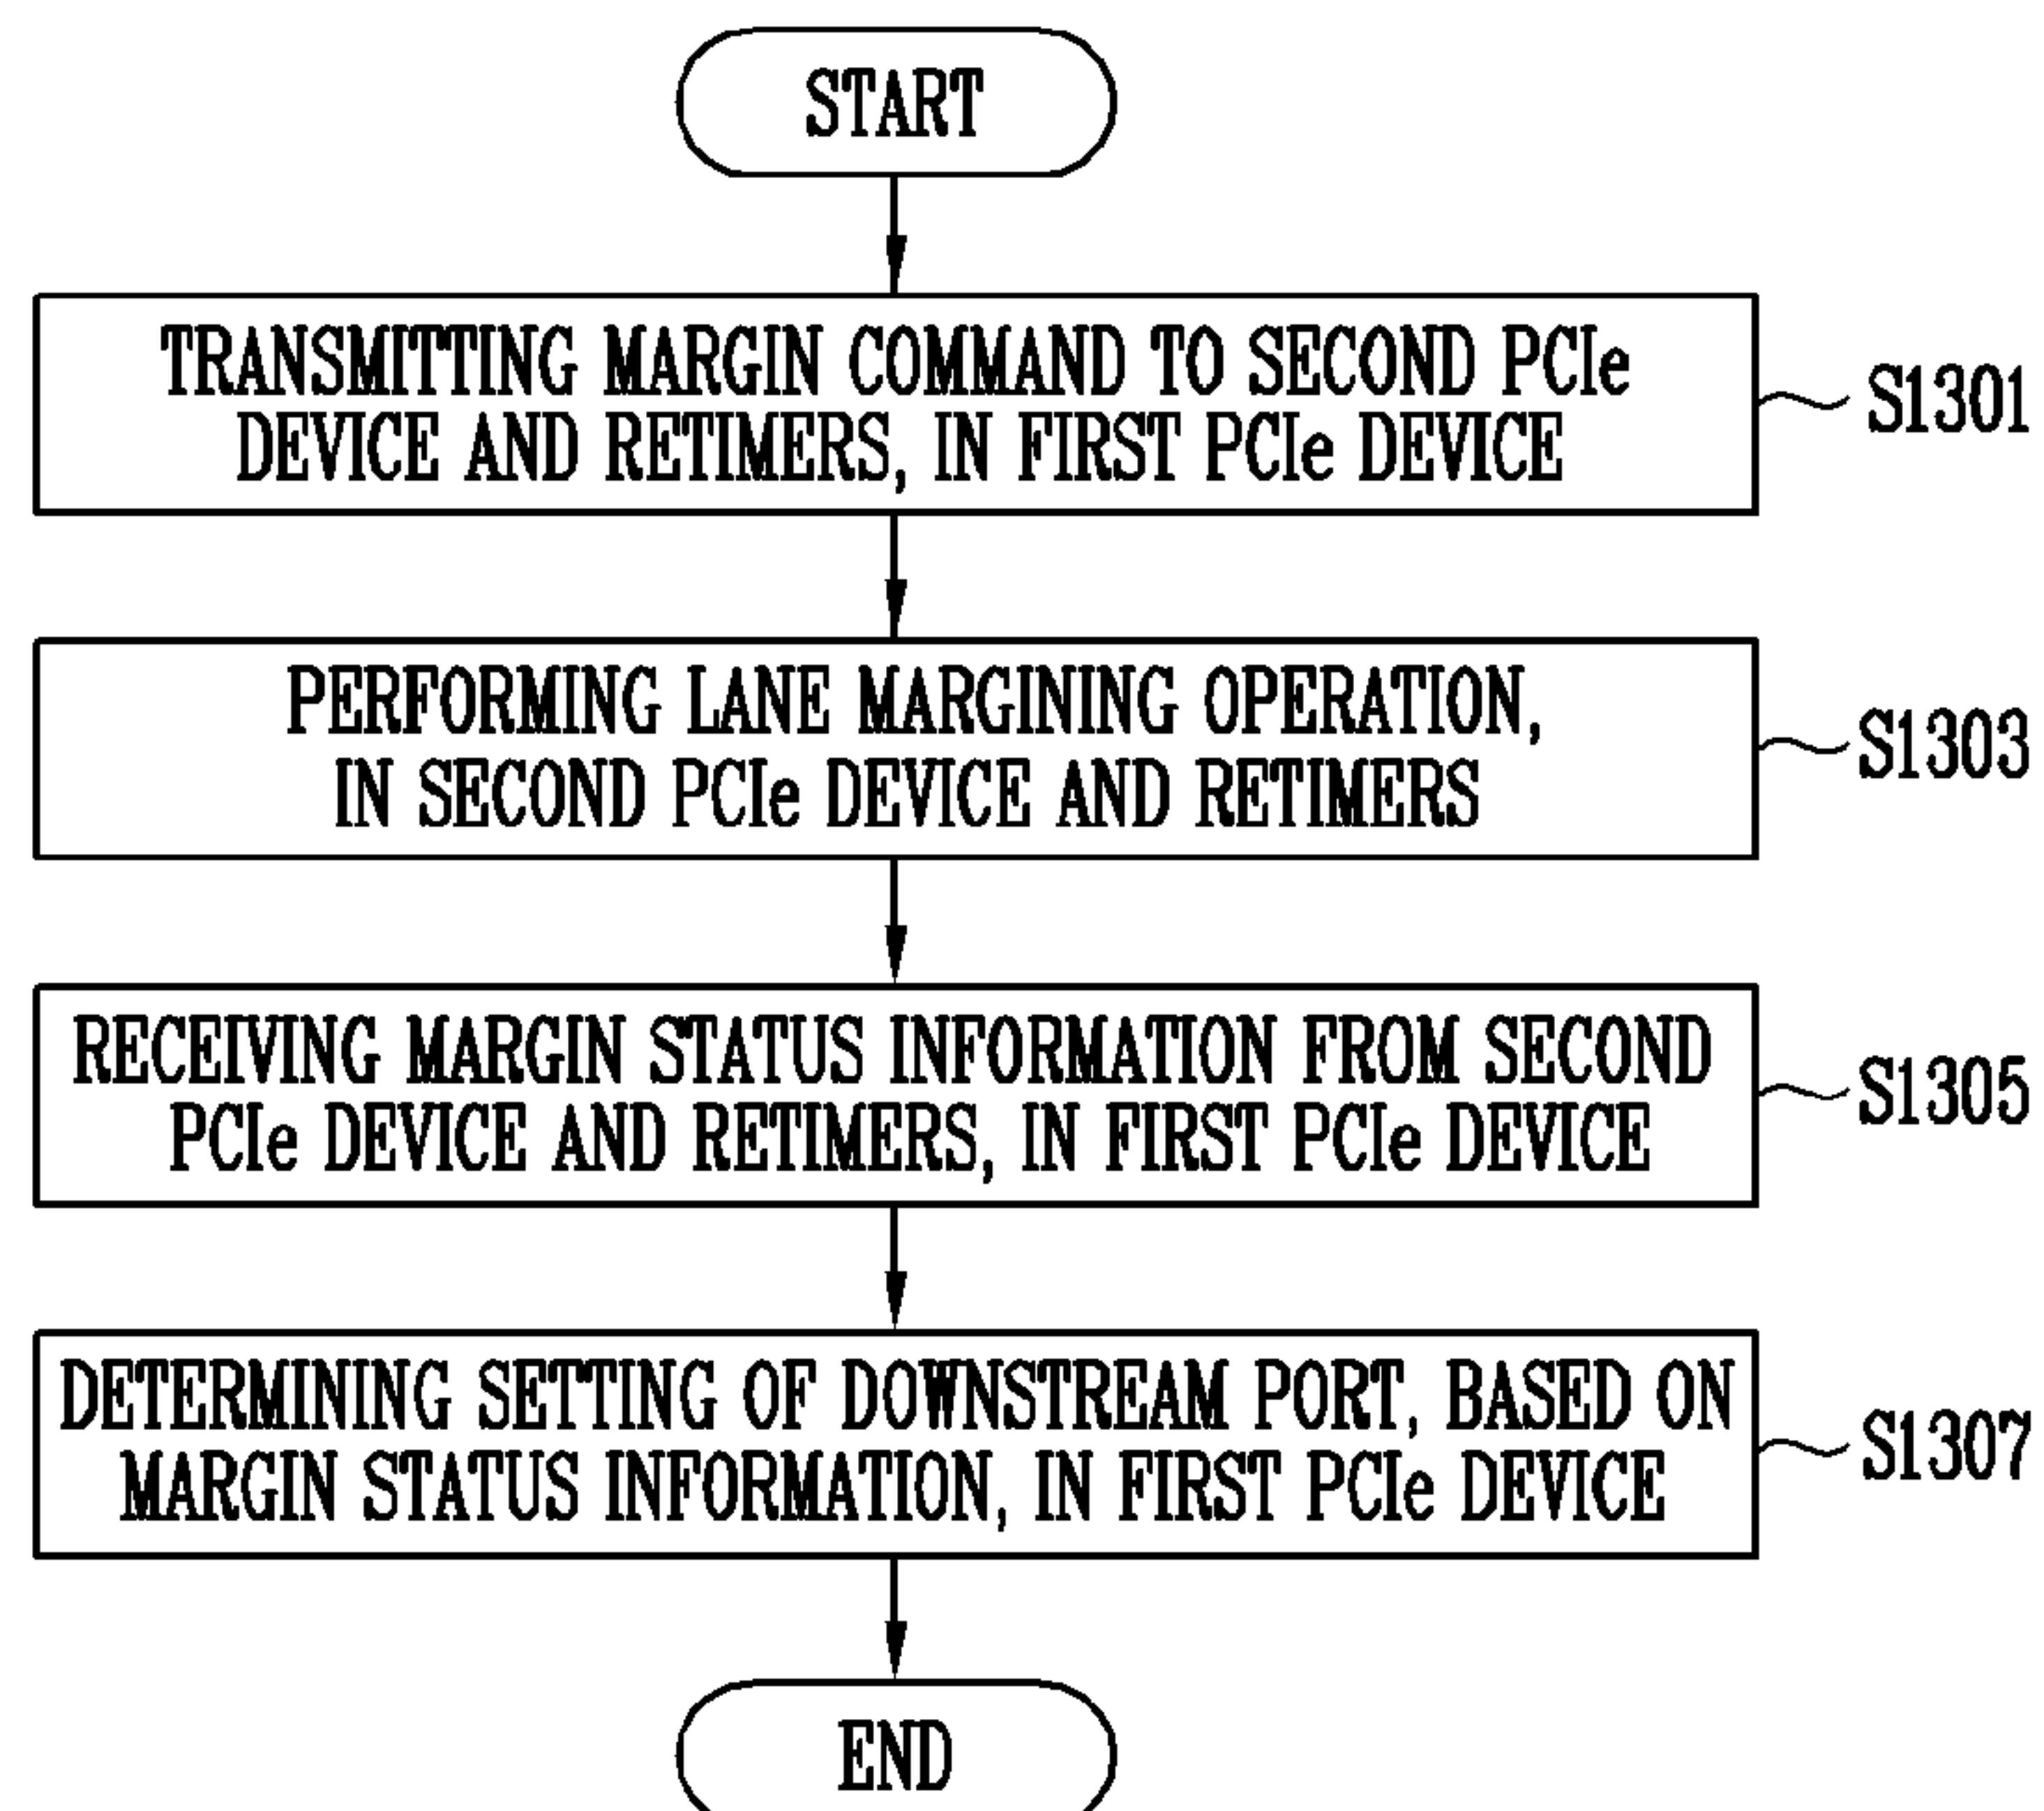 START
TRANSMITTING MARGIN COMMAND TO SECOND PCIe
DEVICE AND RETIMERS, IN FIRST PCIe DEVICE
S1301
PERFORMING LANE MARGINING OPERATION,
IN SECOND PCIe DEVICE AND RETIMERS
S1303
RECEIVING MARGIN STATUS INFORMATION FROM SECOND
PCIe DEVICE AND RETIMERS, IN FIRST PCIe DEVICE
S1305
DETERMINING SETTING OF DOWNSTREAM PORT, BASED ON
MARGIN STATUS INFORMATION, IN FIRST PCIe DEVICE
S1307
END